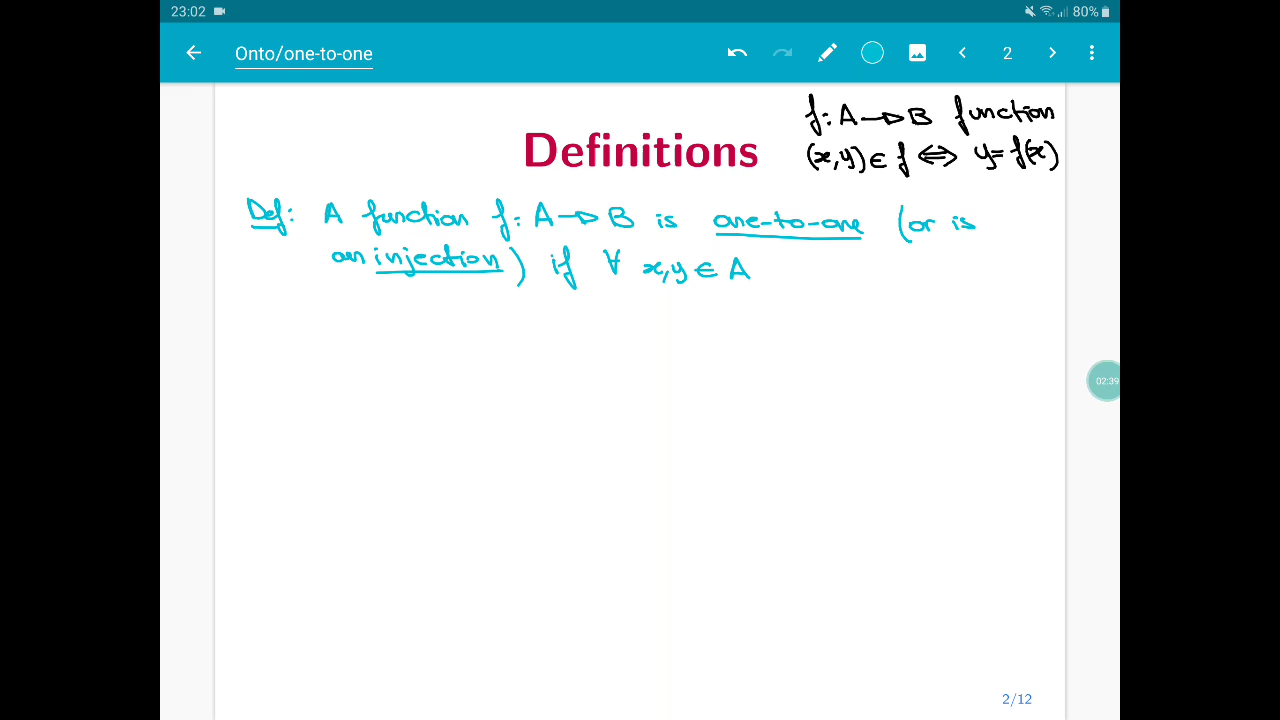 23:02
80%
Onto/one-to-one
2
f: A → B function
Definitions
(x,y) ∈ f ⇔ y = f(x)
Def: A function f: A → B is one-to-one (or is
an injection) if ∀ x,y ∈ A
02:39
2/12